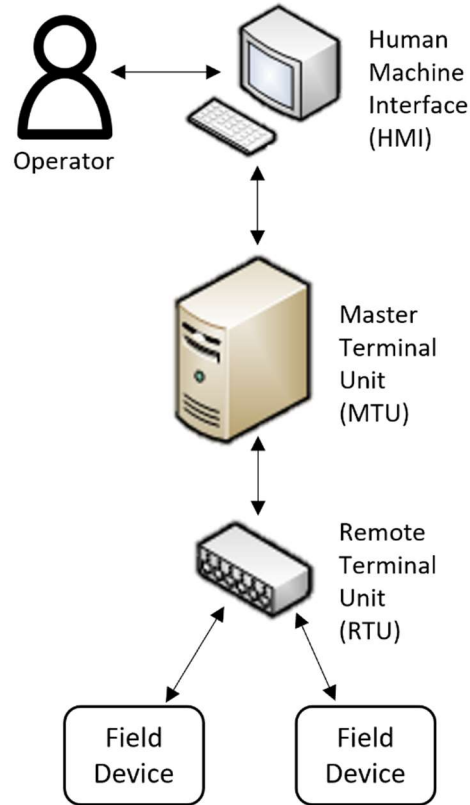 Human
Machine
Interface
(HMI)
Operator
Master
Terminal
Unit
(MTU)
Remote
Terminal
Unit
(RTU)
Field
Device
Field
Device